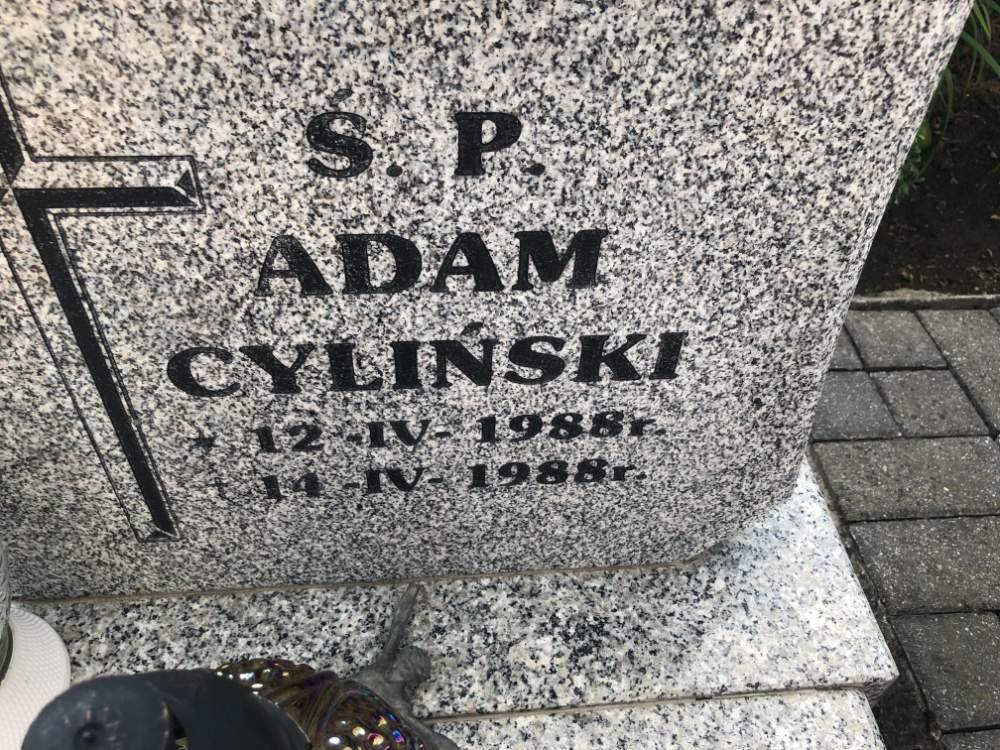 Ś. P.
ADAM
CYLIŃSKI
* 12 -IV- 1988r.
† 14 -IV- 1988r.